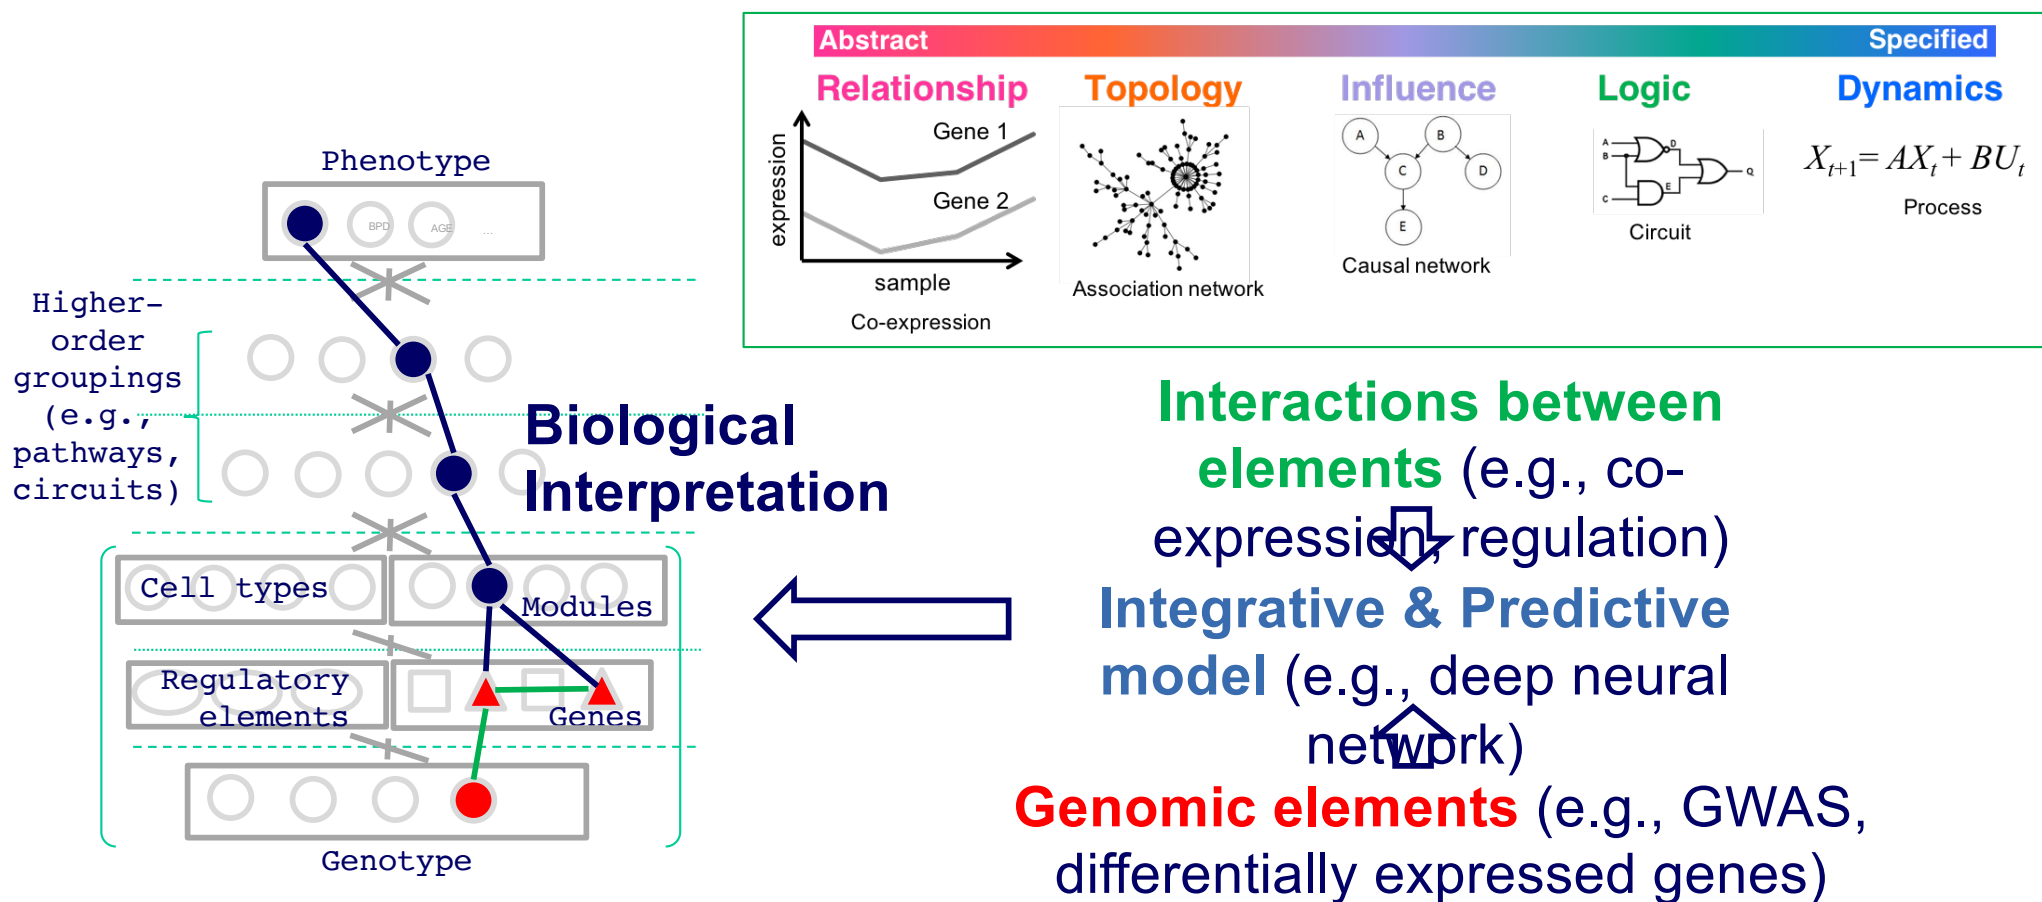 Abstract
Specified
Relationship
Topology
Influence
Logic
Dynamics
expression
Gene 1
Gene 2
sample
Co-expression
Association network
A
B
C
D
E
Causal network
A
B
C
D
E
Q
Circuit
Xt+1= AXt + BUt
Process
Phenotype
BPD
AGE
...
Higher-
order
groupings
(e.g.,
pathways,
circuits)
Biological
Interpretation
Cell types
Modules
Regulatory
elements
Genes
Genotype
Interactions between
elements (e.g., co-
expression, regulation)
Integrative & Predictive
model (e.g., deep neural
network)
Genomic elements (e.g., GWAS,
differentially expressed genes)